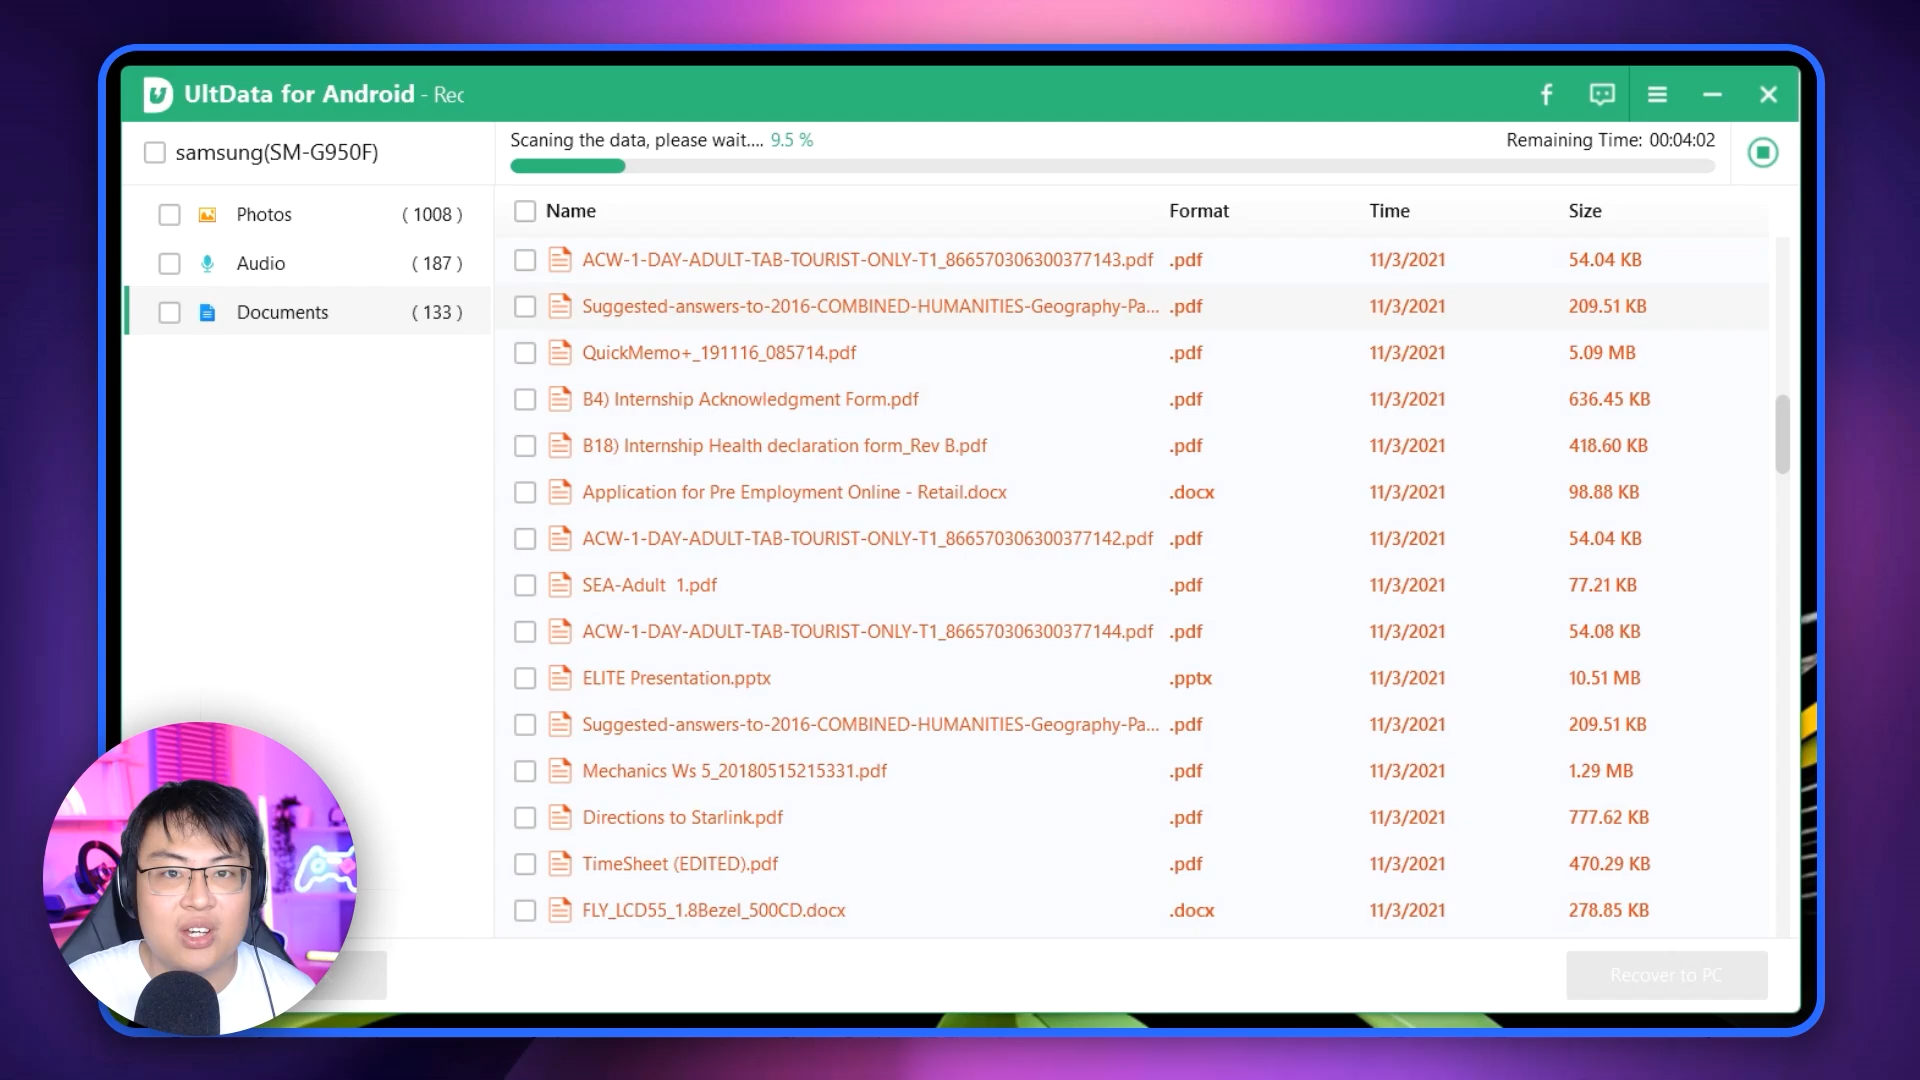 UltData for Android - Rec
samsung(SM-G950F)
Scaning the data, please wait.... 9.5 %
Remaining Time: 00:04:02
Photos ( 1008 )
Audio ( 187 )
Documents ( 133 )
Name Format Time Size
ACW-1-DAY-ADULT-TAB-TOURIST-ONLY-T1_866570306300377143.pdf .pdf 11/3/2021 54.04 KB
Suggested-answers-to-2016-COMBINED-HUMANITIES-Geography-Pa... .pdf 11/3/2021 209.51 KB
QuickMemo+_191116_085714.pdf .pdf 11/3/2021 5.09 MB
B4) Internship Acknowledgment Form.pdf .pdf 11/3/2021 636.45 KB
B18) Internship Health declaration form_Rev B.pdf .pdf 11/3/2021 418.60 KB
Application for Pre Employment Online - Retail.docx .docx 11/3/2021 98.88 KB
ACW-1-DAY-ADULT-TAB-TOURIST-ONLY-T1_866570306300377142.pdf .pdf 11/3/2021 54.04 KB
SEA-Adult  1.pdf .pdf 11/3/2021 77.21 KB
ACW-1-DAY-ADULT-TAB-TOURIST-ONLY-T1_866570306300377144.pdf .pdf 11/3/2021 54.08 KB
ELITE Presentation.pptx .pptx 11/3/2021 10.51 MB
Suggested-answers-to-2016-COMBINED-HUMANITIES-Geography-Pa... .pdf 11/3/2021 209.51 KB
Mechanics Ws 5_20180515215331.pdf .pdf 11/3/2021 1.29 MB
Directions to Starlink.pdf .pdf 11/3/2021 777.62 KB
TimeSheet (EDITED).pdf .pdf 11/3/2021 470.29 KB
FLY_LCD55_1.8Bezel_500CD.docx .docx 11/3/2021 278.85 KB
Recover to PC